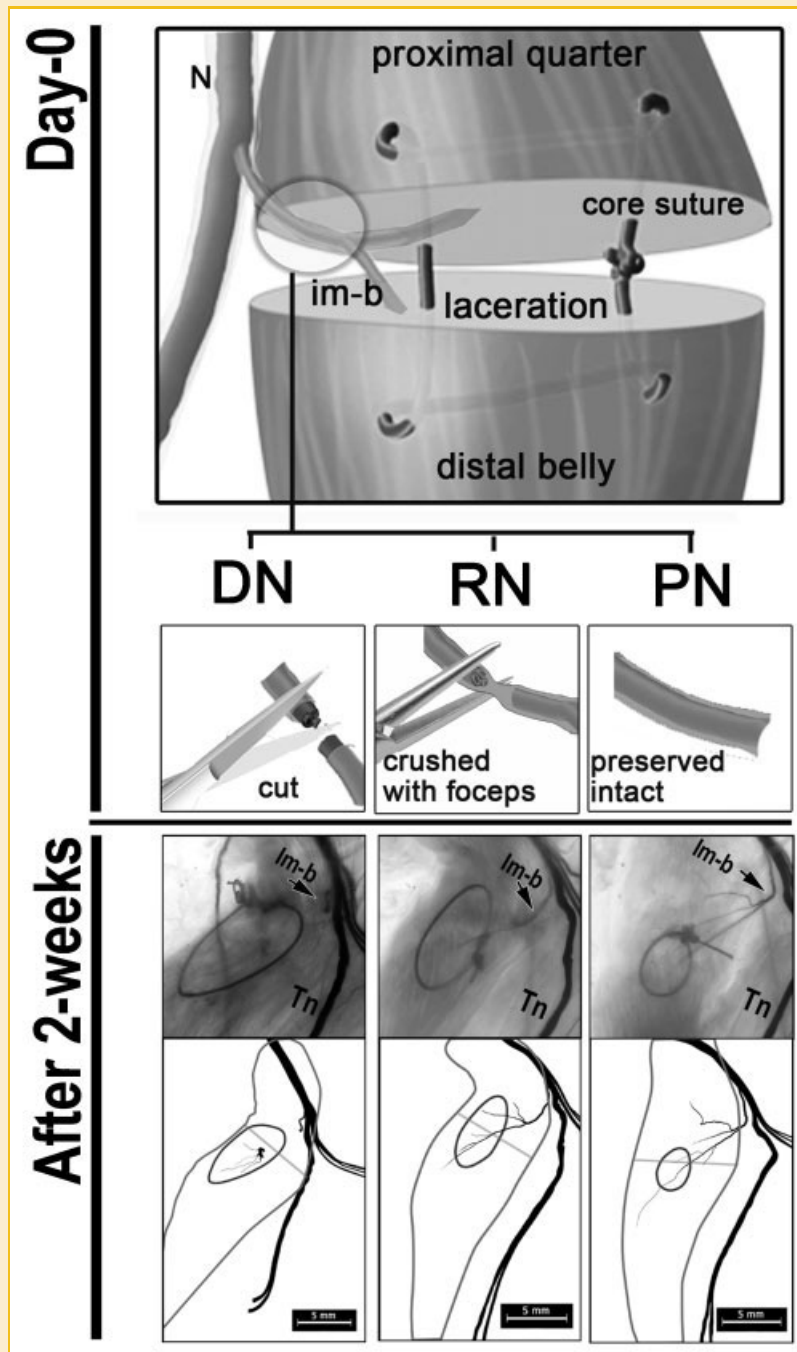 Day-0
N
proximal quarter
core suture
im-b
laceration
distal belly
DN
RN
PN
cut
crushed
with foceps
preserved
intact
After 2-weeks
Im-b
Tn
Im-b
Tn
Im-b
Tn
5 mm
5 mm
5 mm